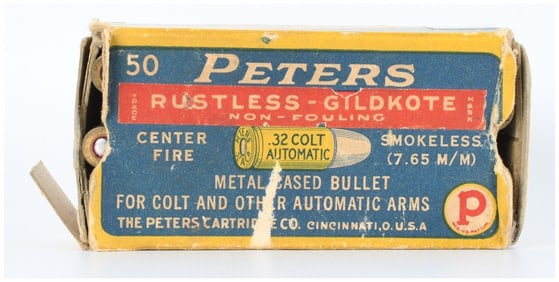 50 PETERS
TRADE RUSTLESS-GILDKOTE MARK
NON-FOULING
CENTER FIRE
.32 COLT AUTOMATIC
SMOKELESS (7.65 M/M)
METAL CASED BULLET
FOR COLT AND OTHER AUTOMATIC ARMS
THE PETERS CARTRIDGE CO. CINCINNATI, O. U.S.A
P